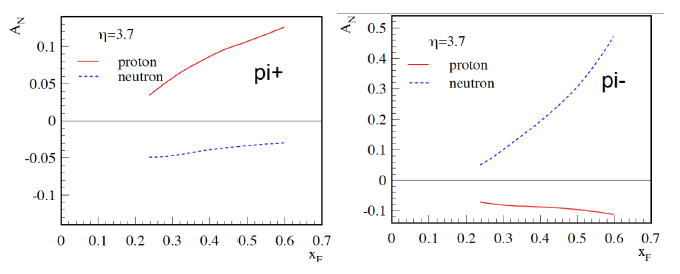 A_N
0.1
0.05
0
-0.05
-0.1
η=3.7
proton
neutron
pi+
0 0.1 0.2 0.3 0.4 0.5 0.6 0.7
x_F
A_N
0.5
0.4
0.3
0.2
0.1
0
-0.1
η=3.7
proton
neutron
pi-
0 0.1 0.2 0.3 0.4 0.5 0.6 0.7
x_F